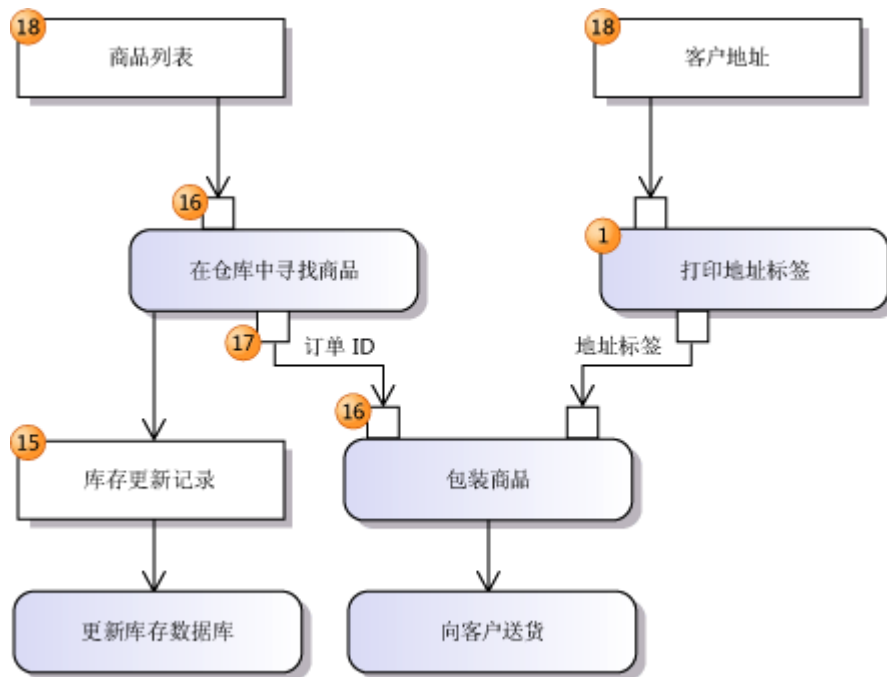 18
商品列表
18
客户地址
16
在仓库中寻找商品
1
打印地址标签
17
订单 ID
地址标签
15
库存更新记录
16
包装商品
更新库存数据库
向客户送货